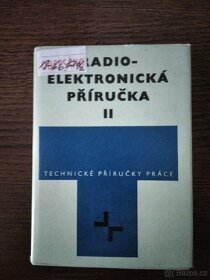 RADIO-
ELEKTRONICKÁ
PŘÍRUČKA
II
TECHNICKÉ PŘÍRUČKY PRÁCE
bazos.cz